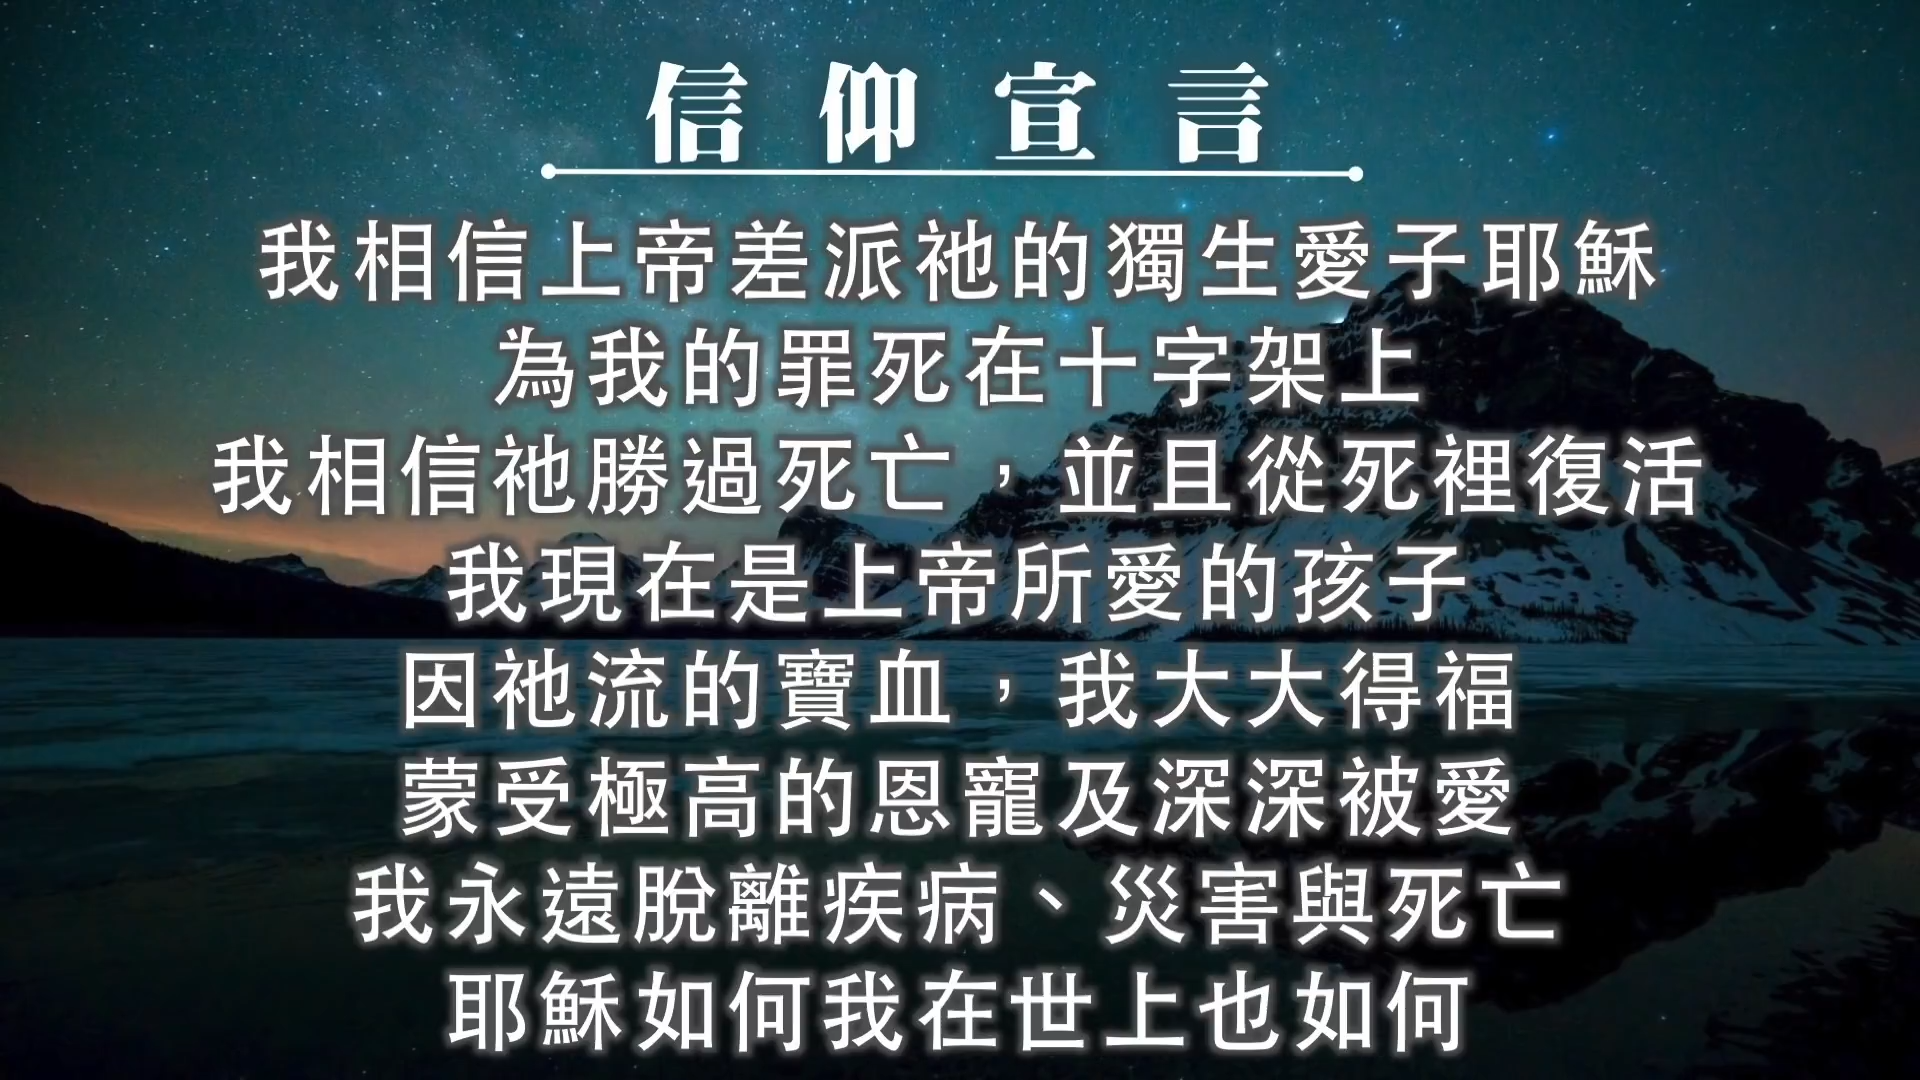 信仰宣言
我相信上帝差派祂的獨生愛子耶穌
為我的罪死在十字架上
我相信祂勝過死亡，並且從死裡復活
我現在是上帝所愛的孩子
因祂流的寶血，我大大得福
蒙受極高的恩寵及深深被愛
我永遠脫離疾病、災害與死亡
耶穌如何我在世上也如何